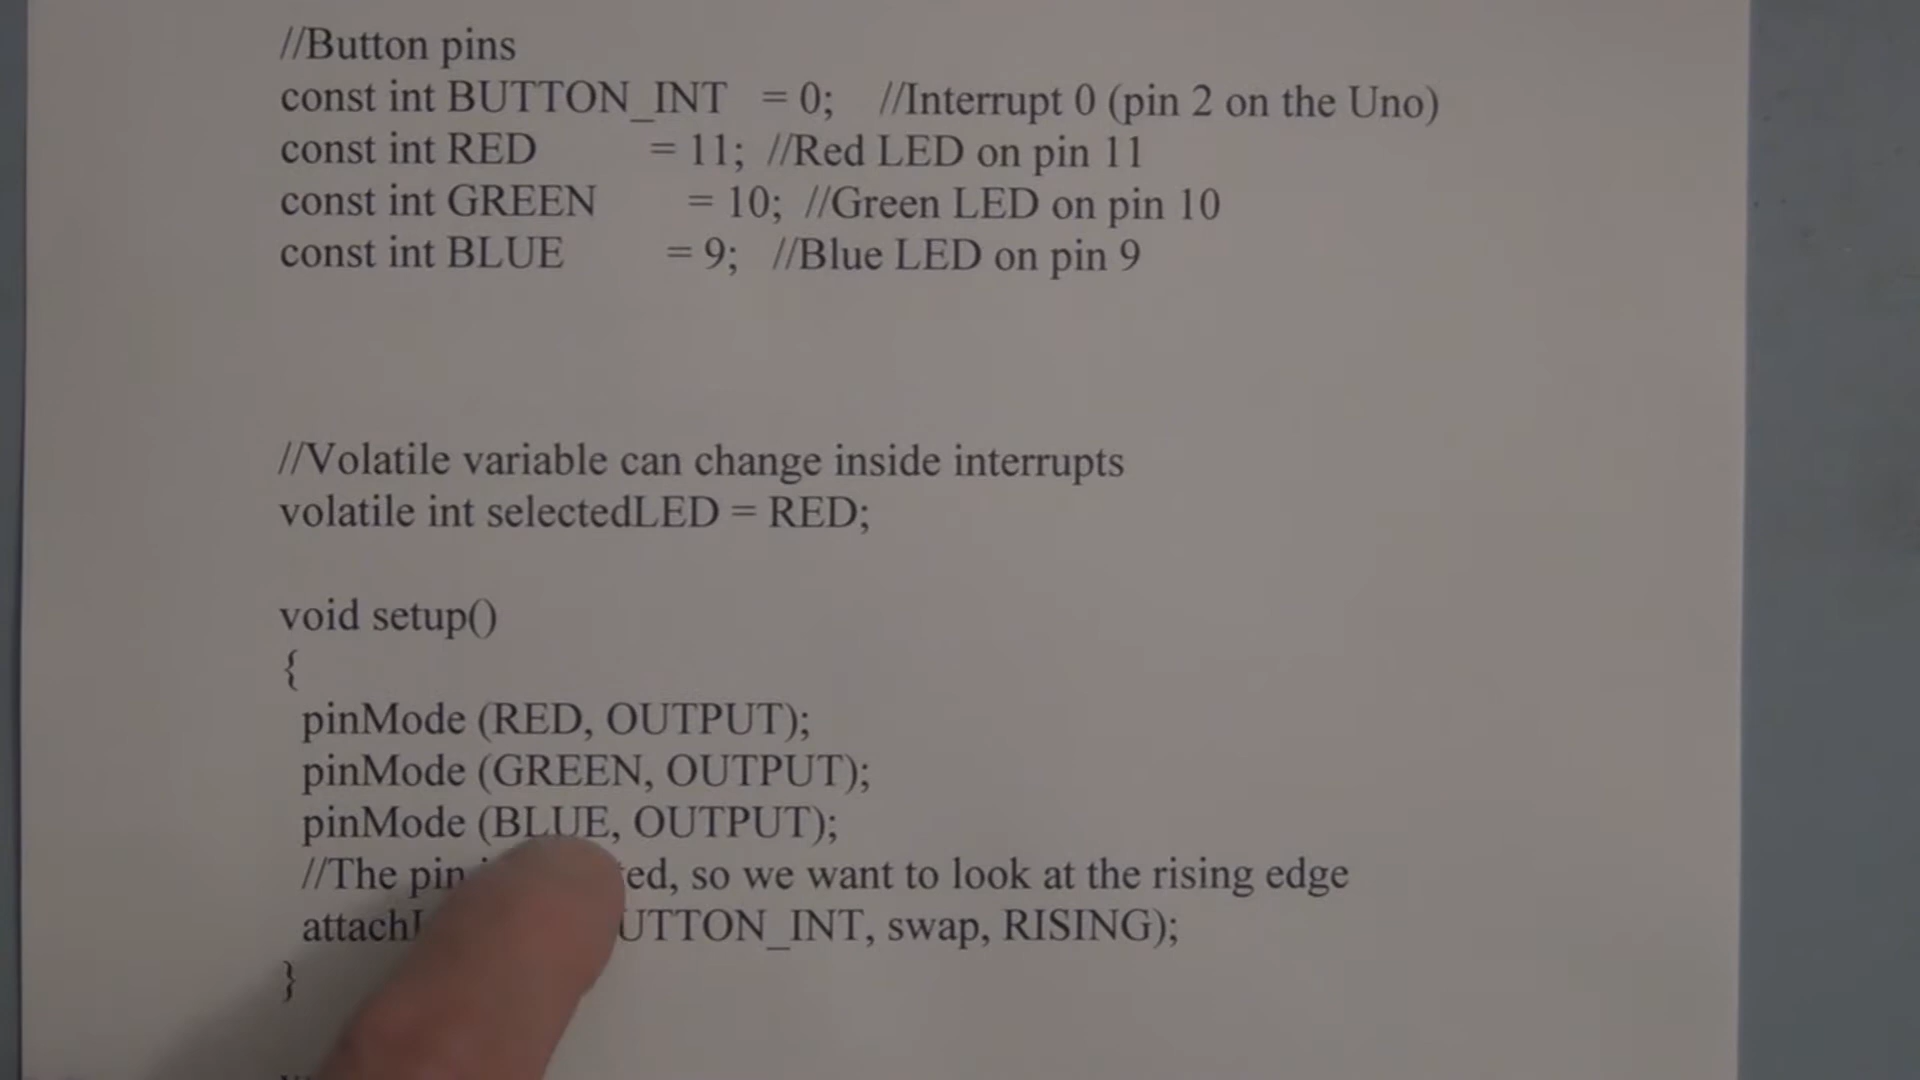 //Button pins
const int BUTTON_INT = 0; //Interrupt 0 (pin 2 on the Uno)
const int RED = 11; //Red LED on pin 11
const int GREEN = 10; //Green LED on pin 10
const int BLUE = 9; //Blue LED on pin 9
//Volatile variable can change inside interrupts
volatile int selectedLED = RED;
void setup()
{
pinMode (RED, OUTPUT);
pinMode (GREEN, OUTPUT);
pinMode (BLUE, OUTPUT);
//The pin so we want to look at the rising edge
swap, RISING);
}